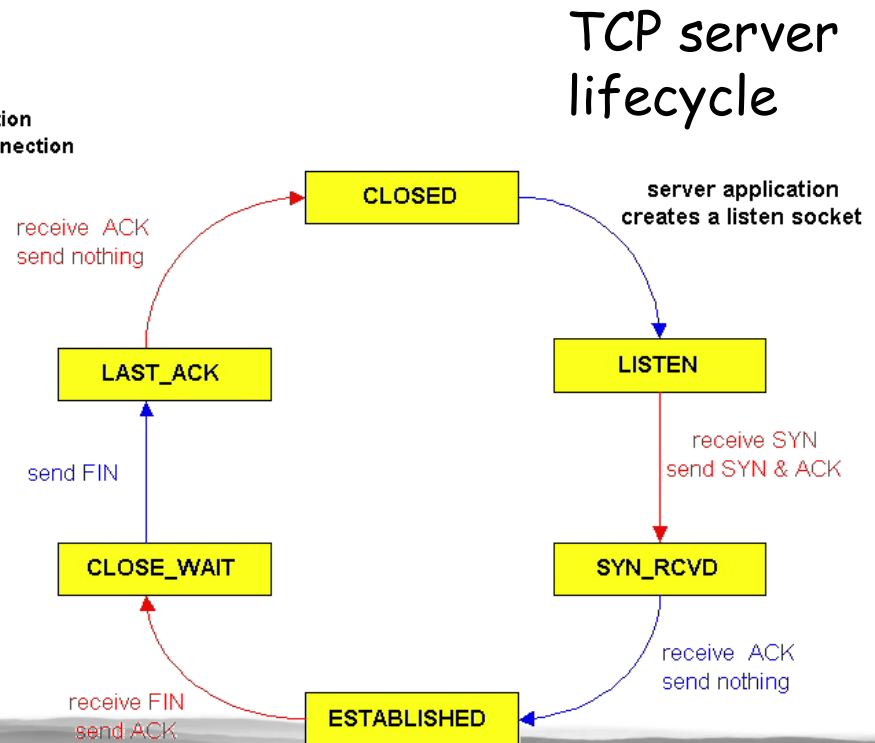 TCP server
lifecycle
nection
CLOSED
server application
creates a listen socket
receive ACK
send nothing
LAST_ACK
LISTEN
receive SYN
send SYN & ACK
send FIN
CLOSE_WAIT
SYN_RCVD
receive ACK
send nothing
receive FIN
send ACK
ESTABLISHED